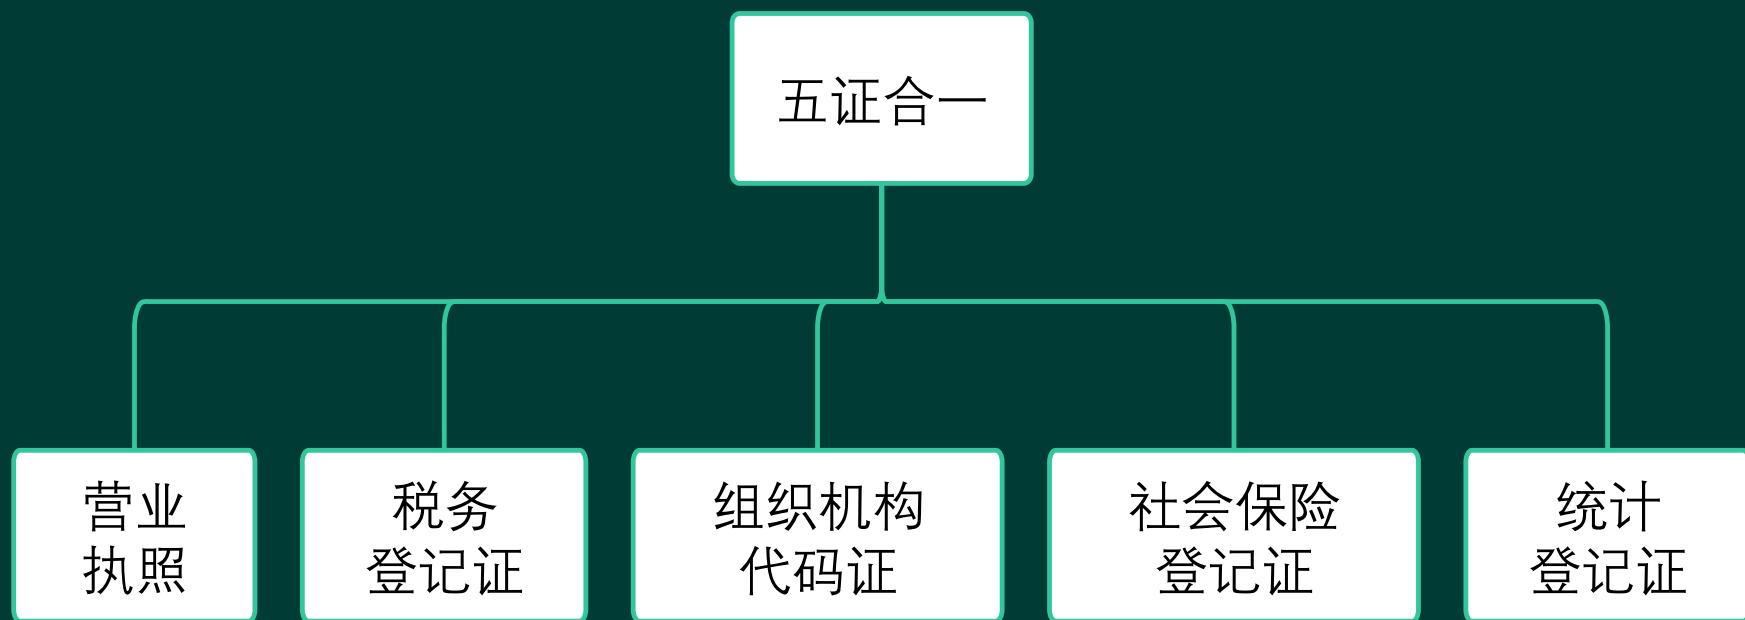 五证合一
营业
执照
税务
登记证
组织机构
代码证
社会保险
登记证
统计
登记证